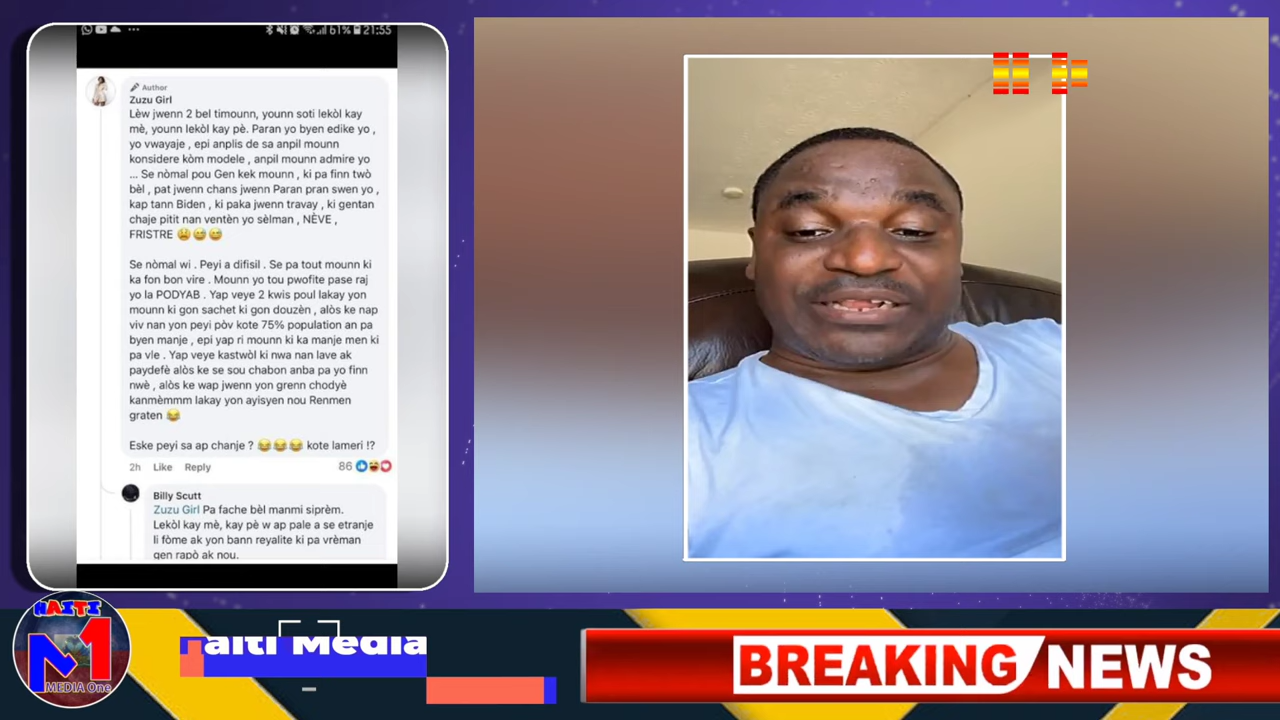 61% 21:55
Author
Zuzu Girl
Lèw jwenn 2 bel timounn, younn soti lekòl kay
mè, younn lekòl kay pè. Paran yo byen edike yo ,
yo vwayaje , epi anplis de sa anpil mounn
konsidere kòm modele , anpil mounn admire yo
... Se nòmal pou Gen kek mounn , ki pa finn twò
bèl , pat jwenn chans jwenn Paran pran swen yo ,
kap tann Biden , ki paka jwenn travay , ki gentan
chaje pitit nan ventèn yo sèlman , NÈVE ,
FRISTRE 😩😅😅
Se nòmal wi . Peyi a difisil . Se pa tout mounn ki
ka fon bon vire . Mounn yo tou pwofite pase raj
yo la PODYAB . Yap veye 2 kwis poul lakay yon
mounn ki gon sachet ki gon douzèn , alòs ke nap
viv nan yon peyi pòv kote 75% population an pa
byen manje , epi yap ri mounn ki ka manje men ki
pa vle . Yap veye kastwòl ki nwa nan lave ak
paydefè alòs ke se sou chabon anba pa yo finn
nwè , alòs ke wap jwenn yon grenn chodyè
kanmèmmm lakay yon ayisyen nou Renmen
graten 😂
Eske peyi sa ap chanje ? 😂😂😂 kote lameri !?
2h Like Reply 86
Billy Scutt
Zuzu Girl Pa fache bèl manmi siprèm.
Lekòl kay mè, kay pè w ap pale a se etranje
li fòme ak yon bann reyalite ki pa vrèman
gen rapò ak nou.
HAITI
M1
MEDIA One
Haiti Media
BREAKING NEWS